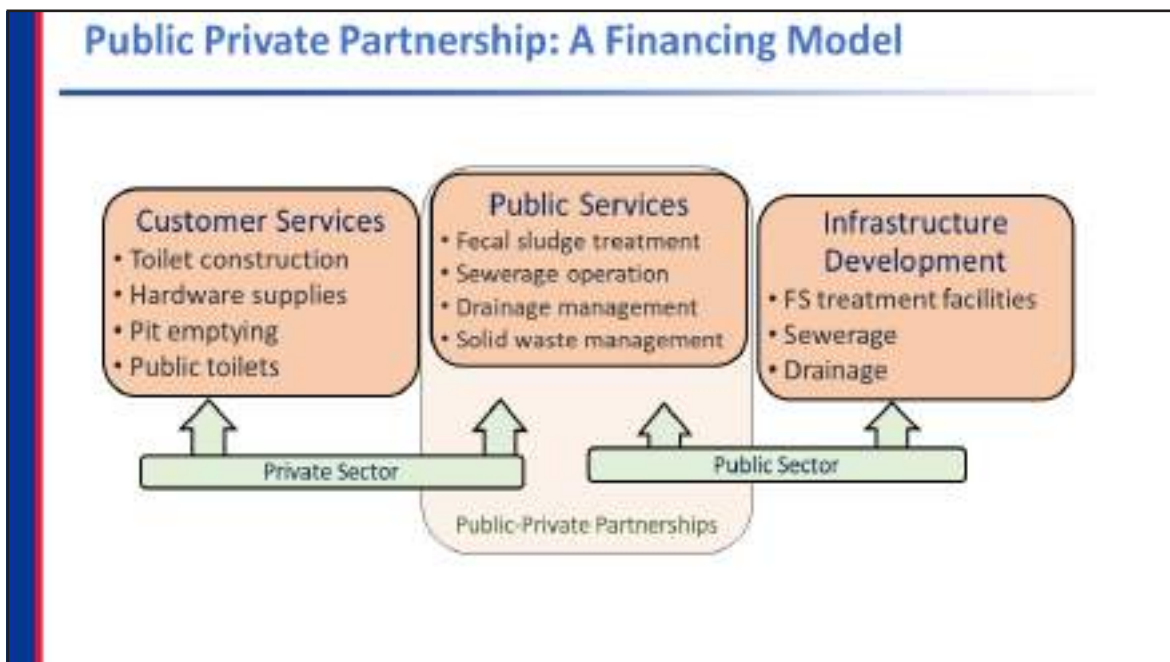 Public Private Partnership: A Financing Model
Customer Services
• Toilet construction
• Hardware supplies
• Pit emptying
• Public toilets
Public Services
• Fecal sludge treatment
• Sewerage operation
• Drainage management
• Solid waste management
Infrastructure
Development
• FS treatment facilities
• Sewerage
• Drainage
Private Sector
Public Sector
Public-Private Partnerships